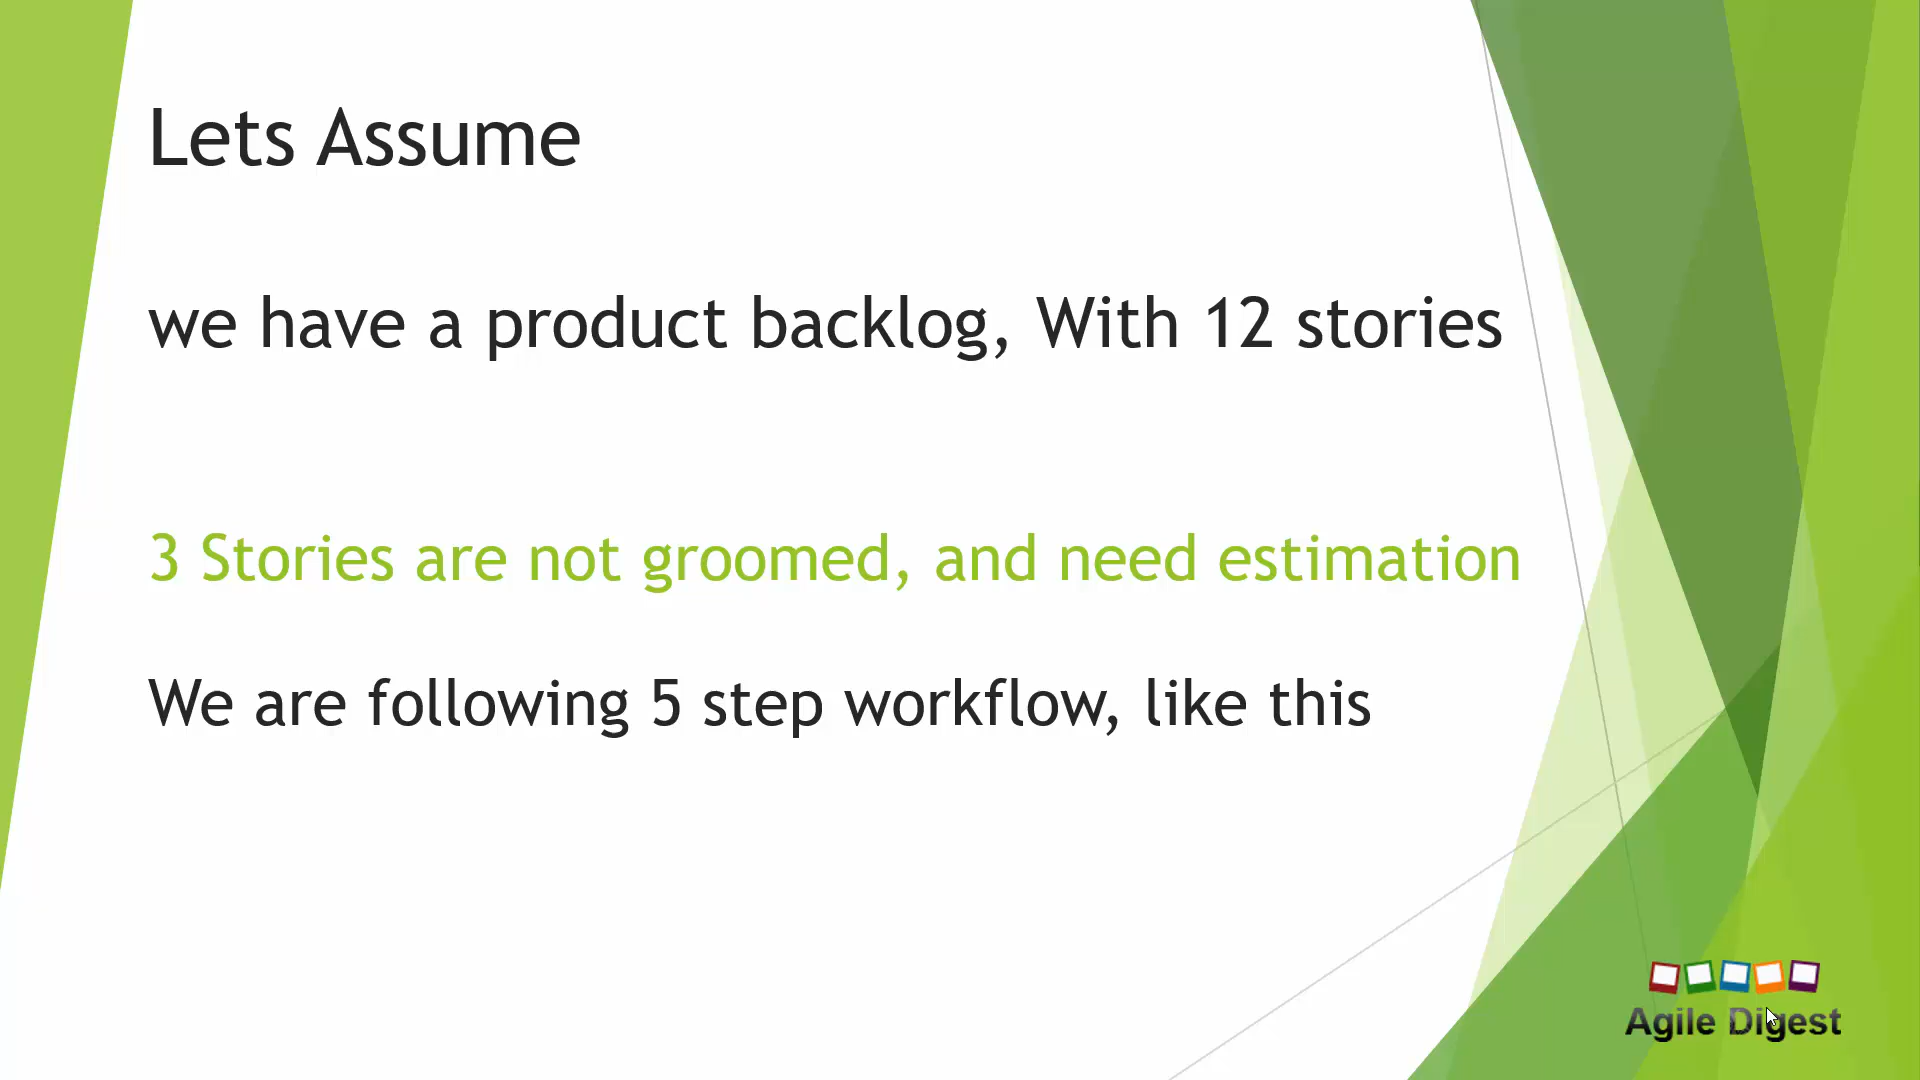 Lets Assume
we have a product backlog, With 12 stories
3 Stories are not groomed, and need estimation
We are following 5 step workflow, like this
Agile Digest